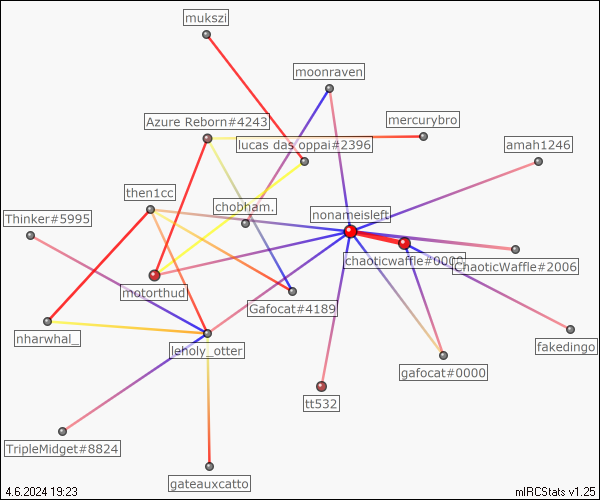 mukszi
moonraven
Azure Reborn#4243
mercurybro
lucas das oppai#2396
amah1246
then1cc
chobham.
Thinker#5995
nonameisleft
chaoticwaffle#0000
ChaoticWaffle#2006
motorthud
Gafocat#4189
nharwhal_
leholy_otter
fakedingo
gafocat#0000
tt532
TripleMidget#8824
gateauxcatto
4.6.2024 19:23
mIRCStats v1.25